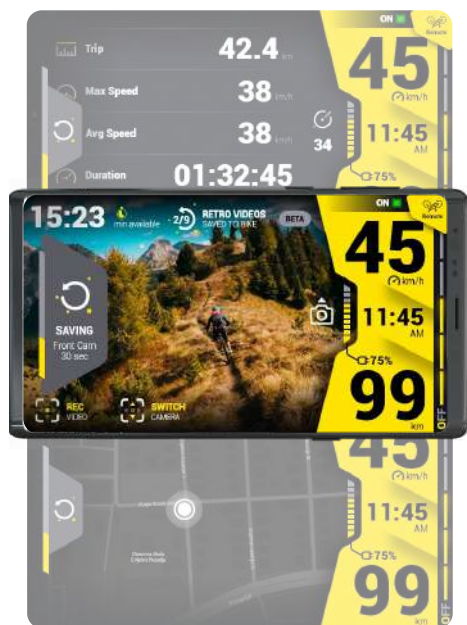 ON
Remote
Trip 42.4 km
45
km/h
Max Speed 38 km/h
Avg Speed 38 km/h
34
11:45
AM
Duration 01:32:45
75%
ON
Remote
15:23
min available
2/9
RETRO VIDEOS
SAVED TO BIKE
BETA
45
km/h
SAVING
Front Cam
30 sec
11:45
AM
75%
99
km
REC
VIDEO
SWITCH
CAMERA
OFF
45
km/h
11:45
AM
75%
99
km
OFF